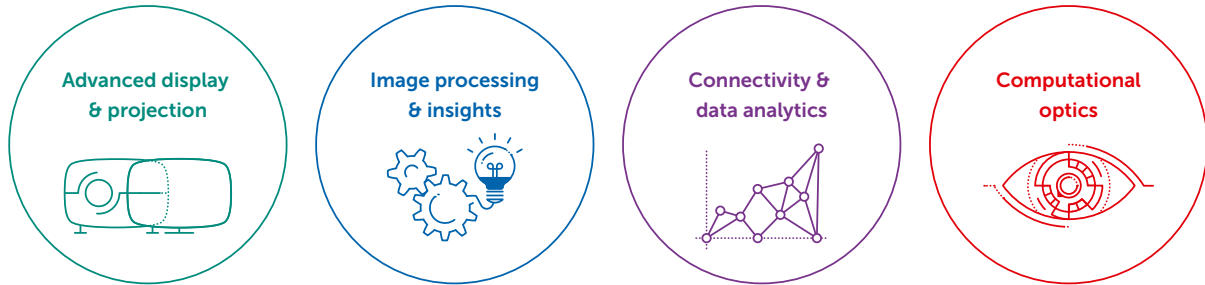 Advanced display
& projection
Image processing
& insights
Connectivity &
data analytics
Computational
optics